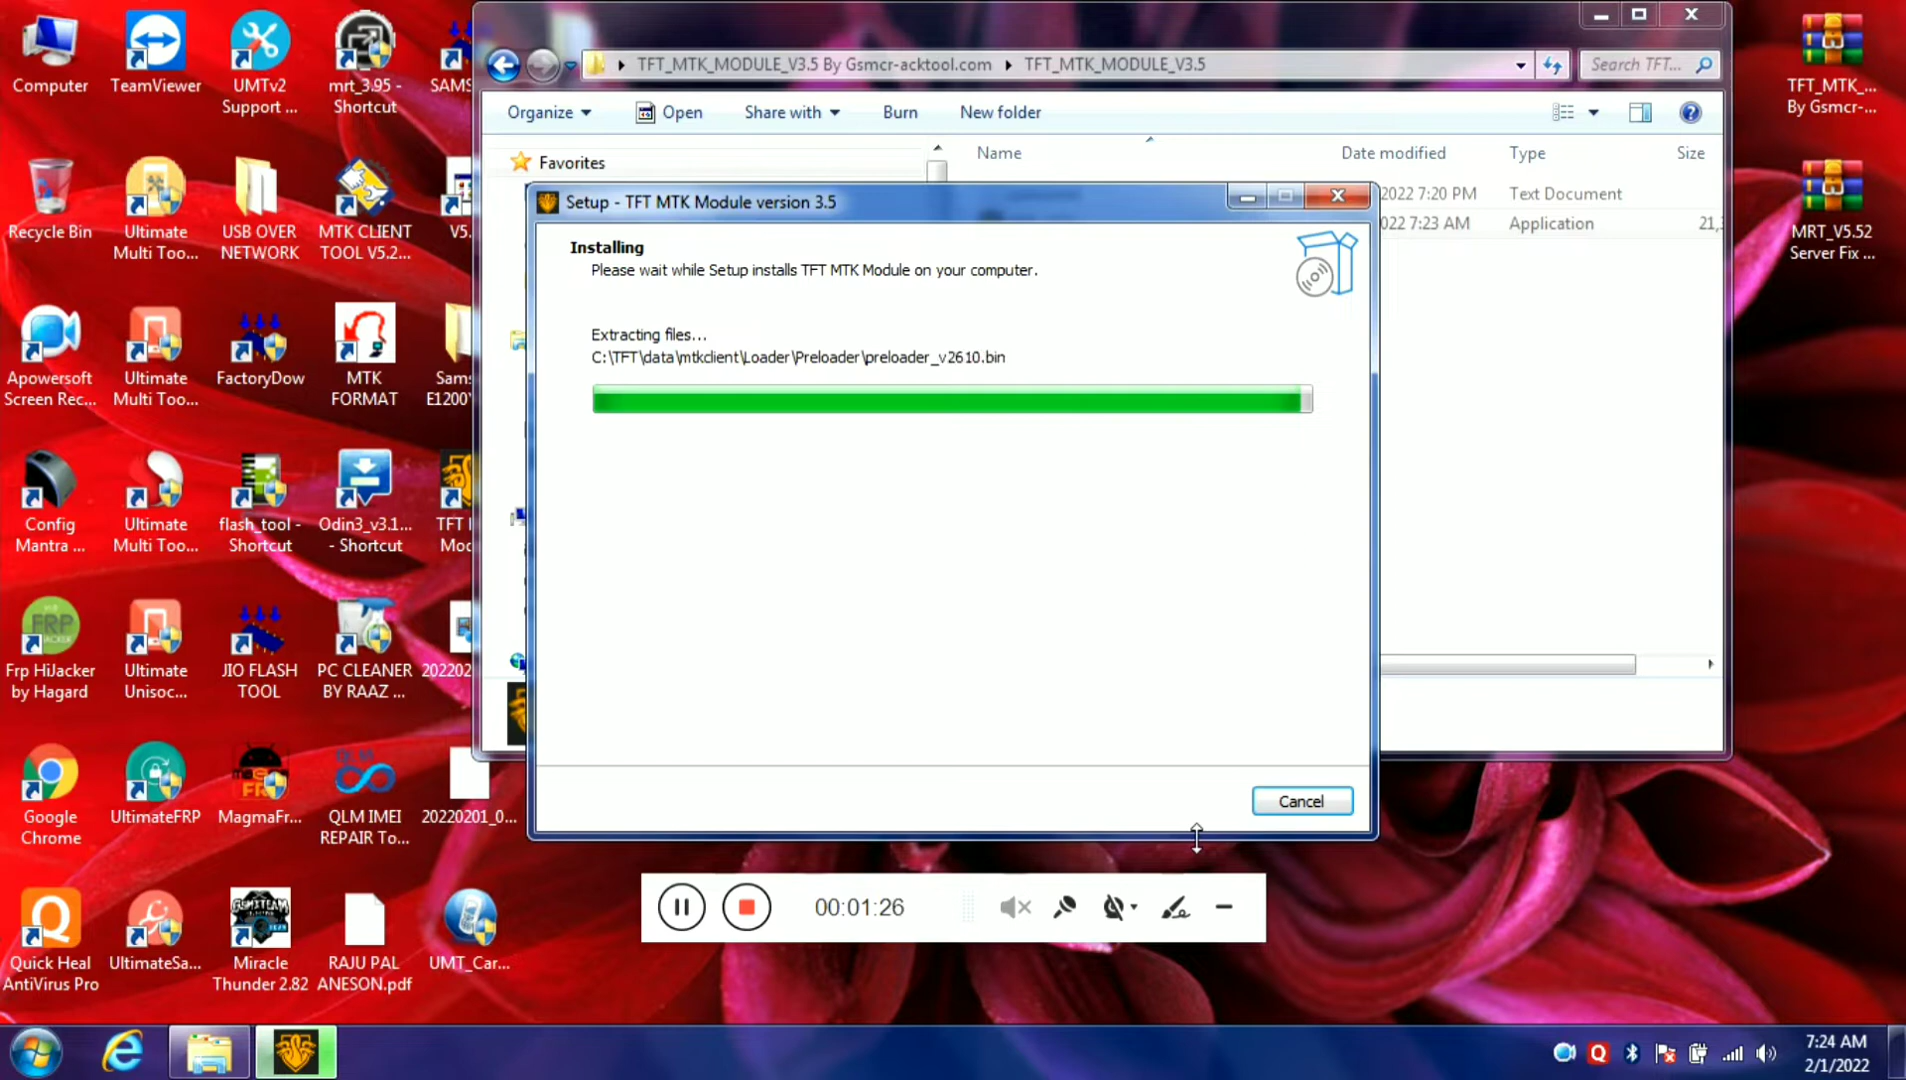 Computer
TeamViewer
UMTv2
Support ...
mrt_3.95 -
Shortcut
SAMS
Recycle Bin
Ultimate
Multi Too...
USB OVER
NETWORK
MTK CLIENT
TOOL V5.2...
V5.
Apowersoft
Screen Rec...
Ultimate
Multi Too...
FactoryDow
MTK
FORMAT
Sams
E1200Y
Config
Mantra ...
Ultimate
Multi Too...
flash_tool -
Shortcut
Odin3_v3.1...
- Shortcut
TFT
Moc
Frp HiJacker
by Hagard
Ultimate
Unisoc...
JIO FLASH
TOOL
PC CLEANER
BY RAAZ ...
2022020
Google
Chrome
UltimateFRP
MagmaFr...
QLM IMEI
REPAIR To...
20220201_0...
Quick Heal
AntiVirus Pro
UltimateSa...
Miracle
Thunder 2.82
RAJU PAL
ANESON.pdf
UMT_Car...
TFT_MTK_MODULE_V3.5 By Gsmcr-acktool.com
TFT_MTK_MODULE_V3.5
Search TFT...
Organize
Open
Share with
Burn
New folder
Favorites
Name
Date modified
Type
Size
2022 7:20 PM
Text Document
022 7:23 AM
Application
21,3
Setup - TFT MTK Module version 3.5
Installing
Please wait while Setup installs TFT MTK Module on your computer.
Extracting files...
C:\TFT\data\mtkclient\Loader\Preloader\preloader_v2610.bin
Cancel
00:01:26
TFT_MTK_...
By Gsmcr-...
MRT_V5.52
Server Fix ...
7:24 AM
2/1/2022